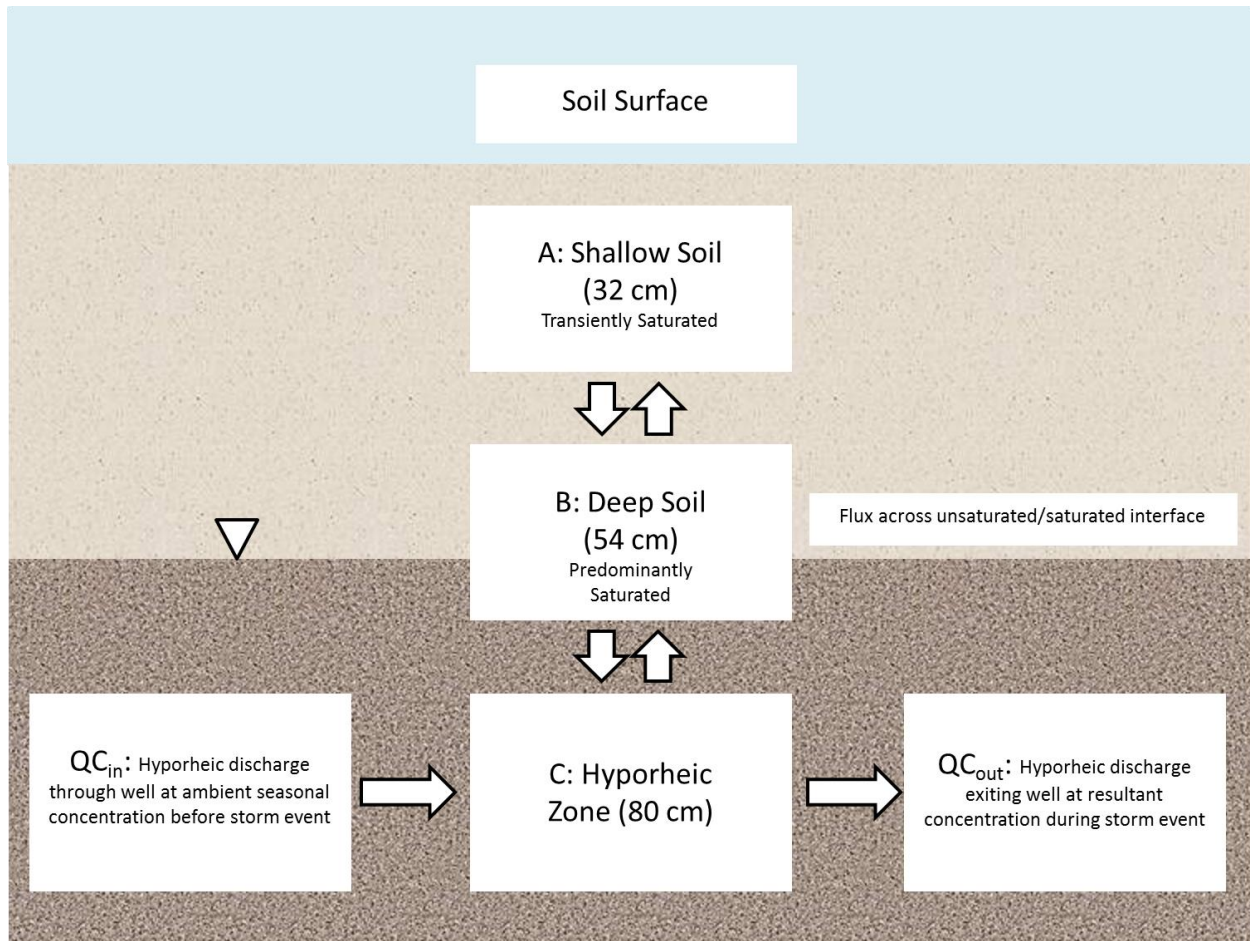 Soil Surface
A: Shallow Soil
(32 cm)
Transiently Saturated
B: Deep Soil
(54 cm)
Predominantly
Saturated
Flux across unsaturated/saturated interface
QCin: Hyporheic discharge
through well at ambient seasonal
concentration before storm event
C: Hyporheic
Zone (80 cm)
QCout: Hyporheic discharge
exiting well at resultant
concentration during storm event